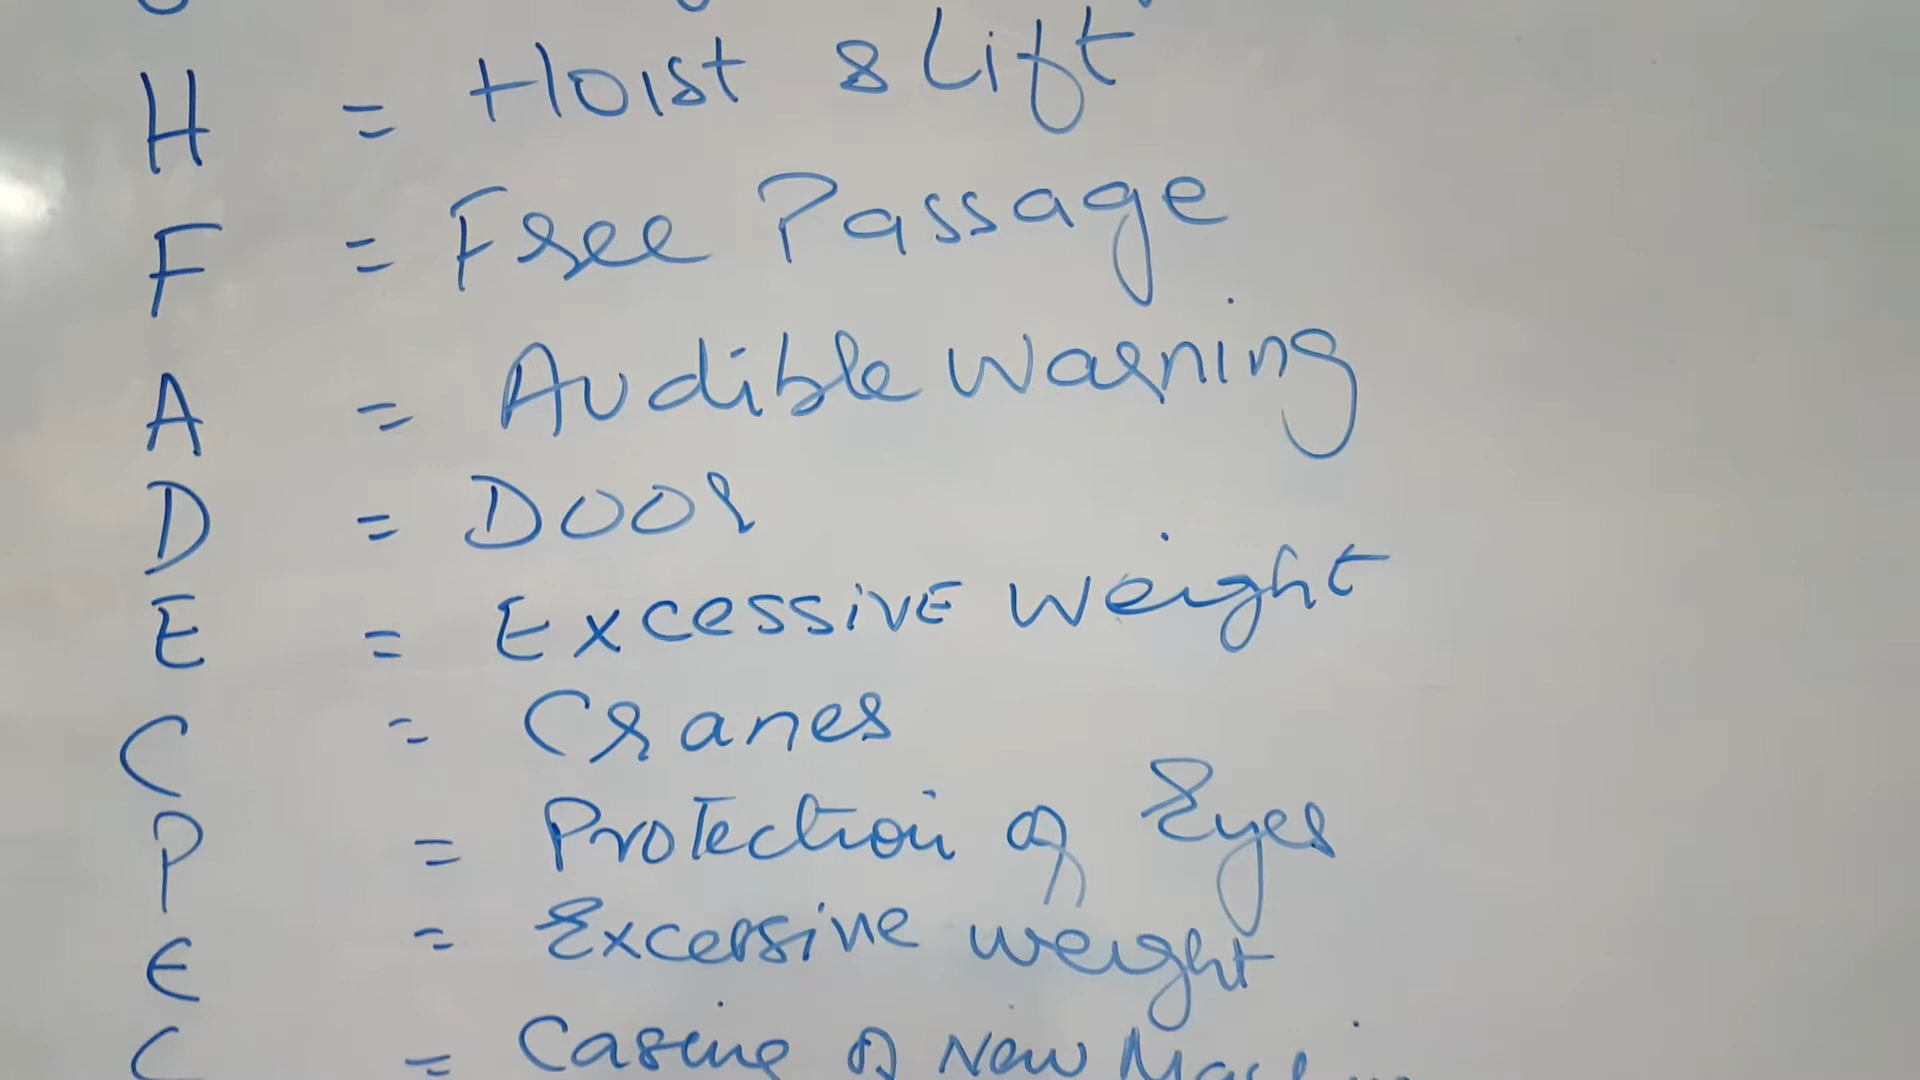 H = Hoist & Lift
F = Free Passage
A = Audible Warning
D = Door
E = Excessive Weight
C = Cranes
P = Protection of Eyes
E = Excessive weight
C = Casing of New